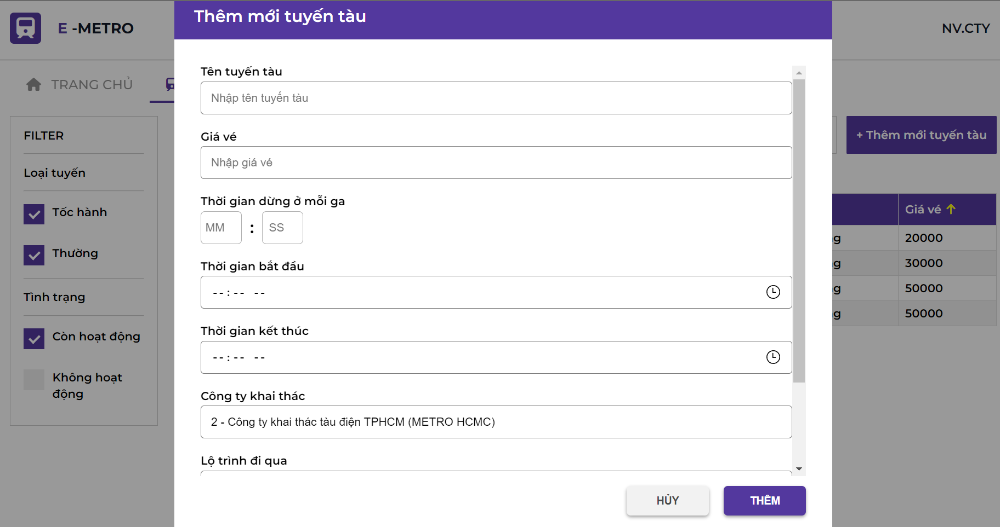 E -METRO
NV.CTY
TRANG CHỦ
FILTER
Loại tuyến
Tốc hành
Thường
Tình trạng
Còn hoạt động
Không hoạt
động
Thêm mới tuyến tàu
Tên tuyến tàu
Nhập tên tuyến tàu
Giá vé
Nhập giá vé
Thời gian dừng ở mỗi ga
MM : SS
Thời gian bắt đầu
--:-- --
Thời gian kết thúc
--:-- --
Công ty khai thác
2 - Công ty khai thác tàu điện TPHCM (METRO HCMC)
Lộ trình đi qua
HỦY
THÊM
+ Thêm mới tuyến tàu
Giá vé
g 20000
g 30000
g 50000
g 50000